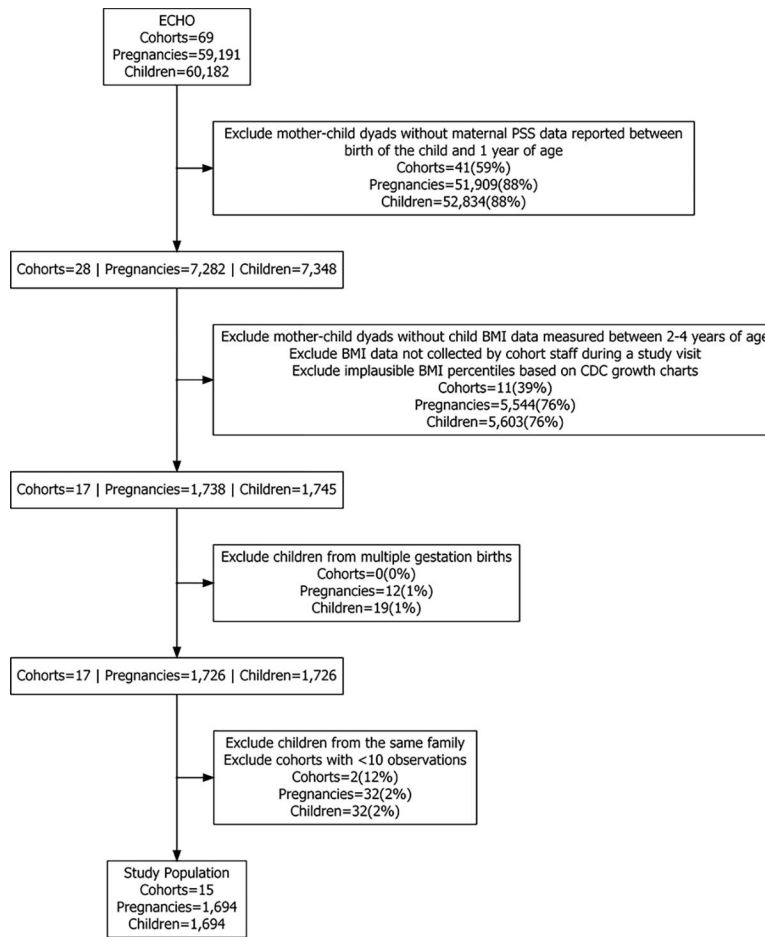 ECHO
Cohorts=69
Pregnancies=59,191
Children=60,182
Exclude mother-child dyads without maternal PSS data reported between
birth of the child and 1 year of age
Cohorts=41(59%)
Pregnancies=51,909(88%)
Children=52,834(88%)
Cohorts=28 | Pregnancies=7,282 | Children=7,348
Exclude mother-child dyads without child BMI data measured between 2-4 years of age
Exclude BMI data not collected by cohort staff during a study visit
Exclude implausible BMI percentiles based on CDC growth charts
Cohorts=11(39%)
Pregnancies=5,544(76%)
Children=5,603(76%)
Cohorts=17 | Pregnancies=1,738 | Children=1,745
Exclude children from multiple gestation births
Cohorts=0(0%)
Pregnancies=12(1%)
Children=19(1%)
Cohorts=17 | Pregnancies=1,726 | Children=1,726
Exclude children from the same family
Exclude cohorts with <10 observations
Cohorts=2(12%)
Pregnancies=32(2%)
Children=32(2%)
Study Population
Cohorts=15
Pregnancies=1,694
Children=1,694